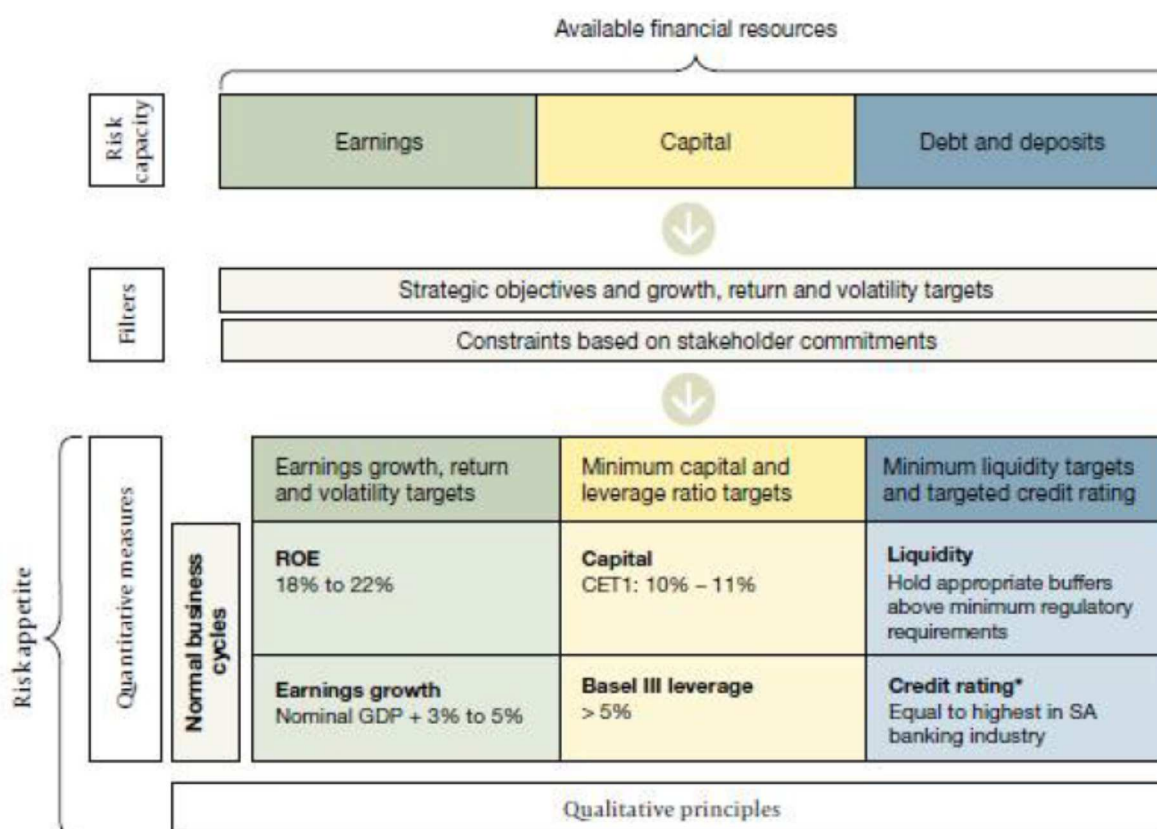 Available financial resources
Risk
capacity
Earnings
Capital
Debt and deposits
Filters
Strategic objectives and growth, return and volatility targets
Constraints based on stakeholder commitments
Risk appetite
Quantitative measures
Normal business
cycles
Earnings growth, return
and volatility targets
Minimum capital and
leverage ratio targets
Minimum liquidity targets
and targeted credit rating
ROE
18% to 22%
Capital
CET1: 10% – 11%
Liquidity
Hold appropriate buffers
above minimum regulatory
requirements
Earnings growth
Nominal GDP + 3% to 5%
Basel III leverage
> 5%
Credit rating*
Equal to highest in SA
banking industry
Qualitative principles